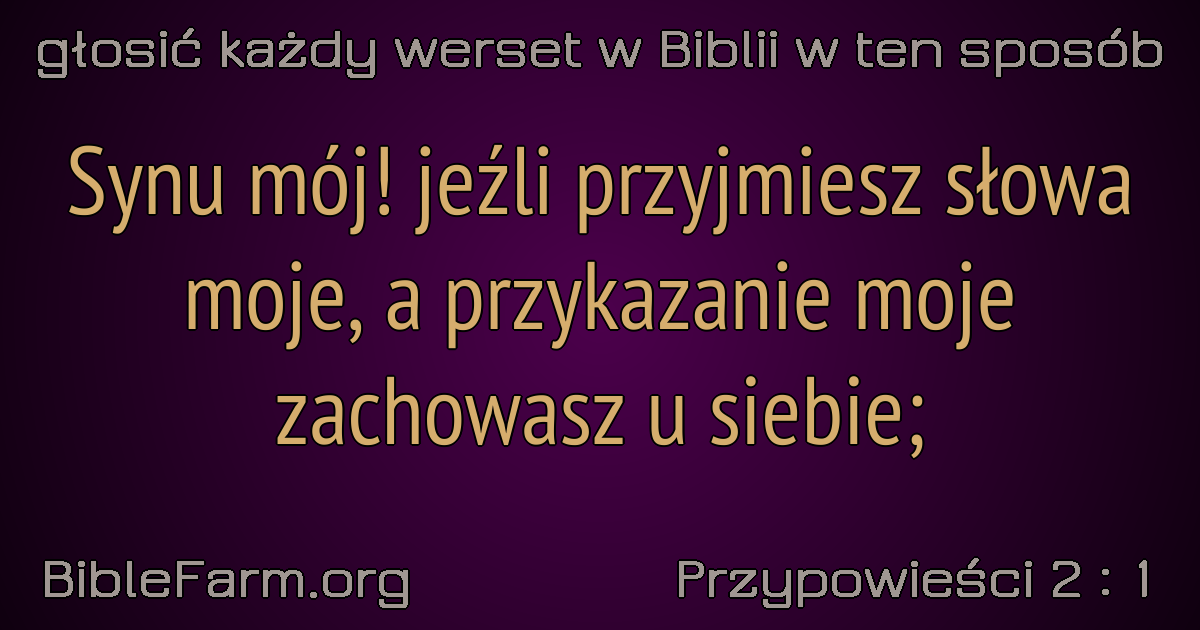 głosić każdy werset w Biblii w ten sposób
Synu mój! jeźli przyjmiesz słowa
moje, a przykazanie moje
zachowasz u siebie;
BibleFarm.org
Przypowieści 2 : 1